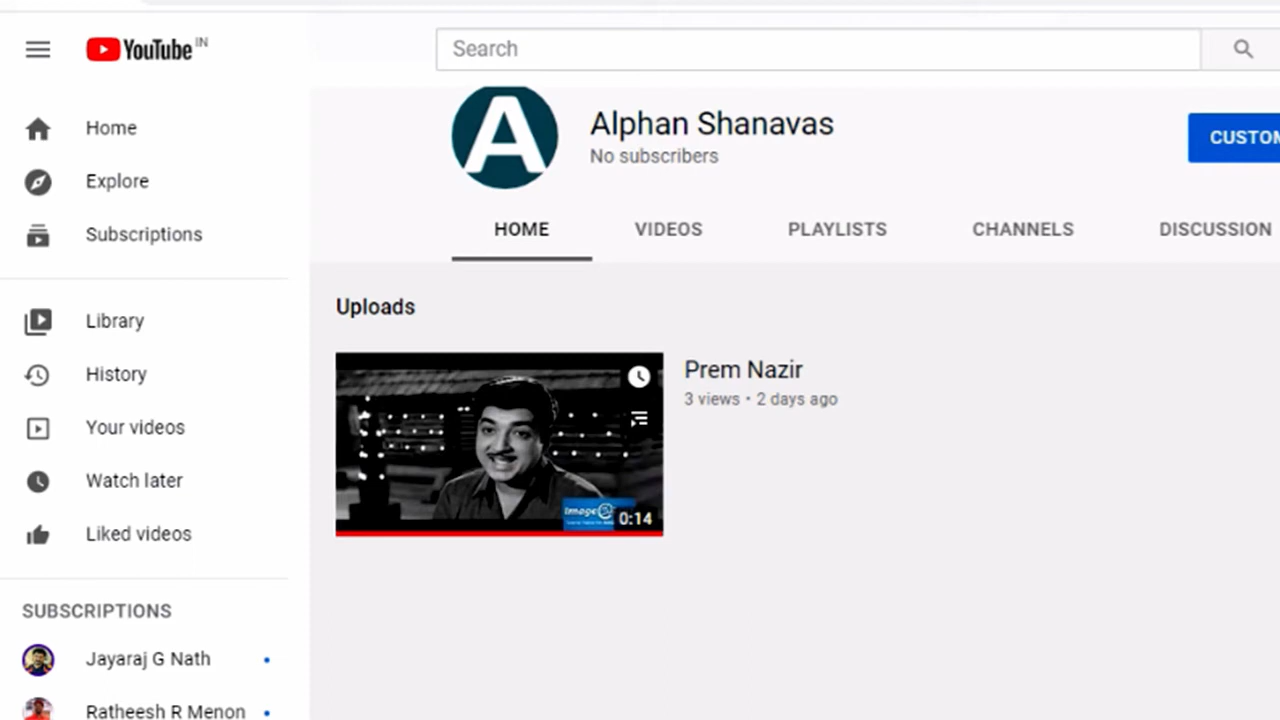 YouTube IN
Search
Home
Explore
Subscriptions
Library
History
Your videos
Watch later
Liked videos
SUBSCRIPTIONS
Jayaraj G Nath
Ratheesh R Menon
A
Alphan Shanavas
No subscribers
CUSTOM
HOME VIDEOS PLAYLISTS CHANNELS DISCUSSION
Uploads
Prem Nazir
3 views • 2 days ago
Image
0:14